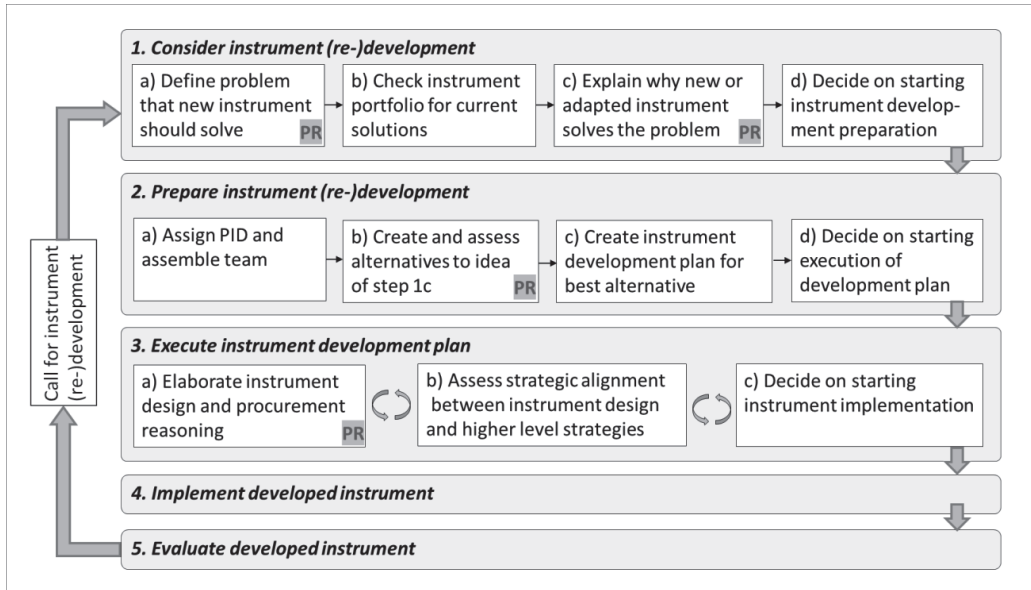 1. Consider instrument (re-)development
a) Define problem
that new instrument
should solve
PR
b) Check instrument
portfolio for current
solutions
c) Explain why new or
adapted instrument
solves the problem
PR
d) Decide on starting
instrument develop-
ment preparation
2. Prepare instrument (re-)development
a) Assign PID and
assemble team
b) Create and assess
alternatives to idea
of step 1c
PR
c) Create instrument
development plan for
best alternative
d) Decide on starting
execution of
development plan
Call for instrument
(re-)development
3. Execute instrument development plan
a) Elaborate instrument
design and procurement
reasoning
PR
b) Assess strategic alignment
between instrument design
and higher level strategies
c) Decide on starting
instrument implementation
4. Implement developed instrument
5. Evaluate developed instrument